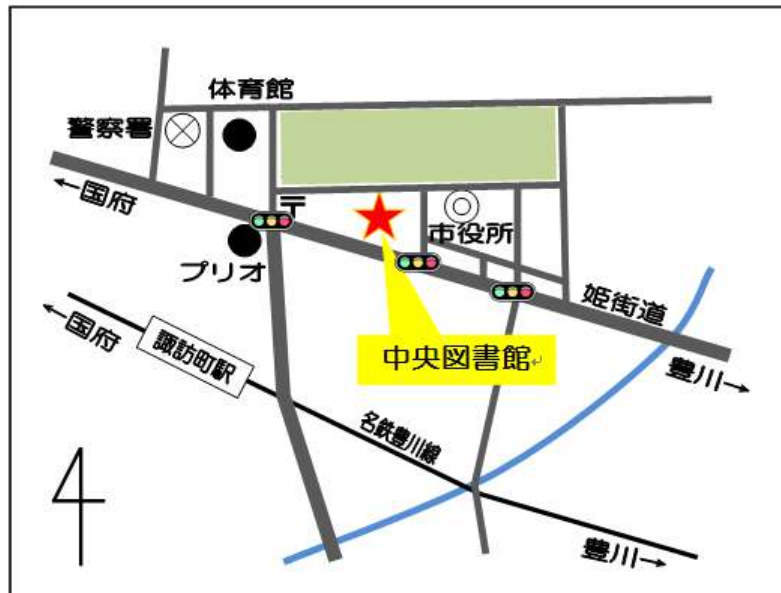 体育館
警察署
←国府
〒
市役所
プリオ
姫街道
←国府
諏訪町駅
中央図書館↵
豊川→
名鉄豊川線
豊川→